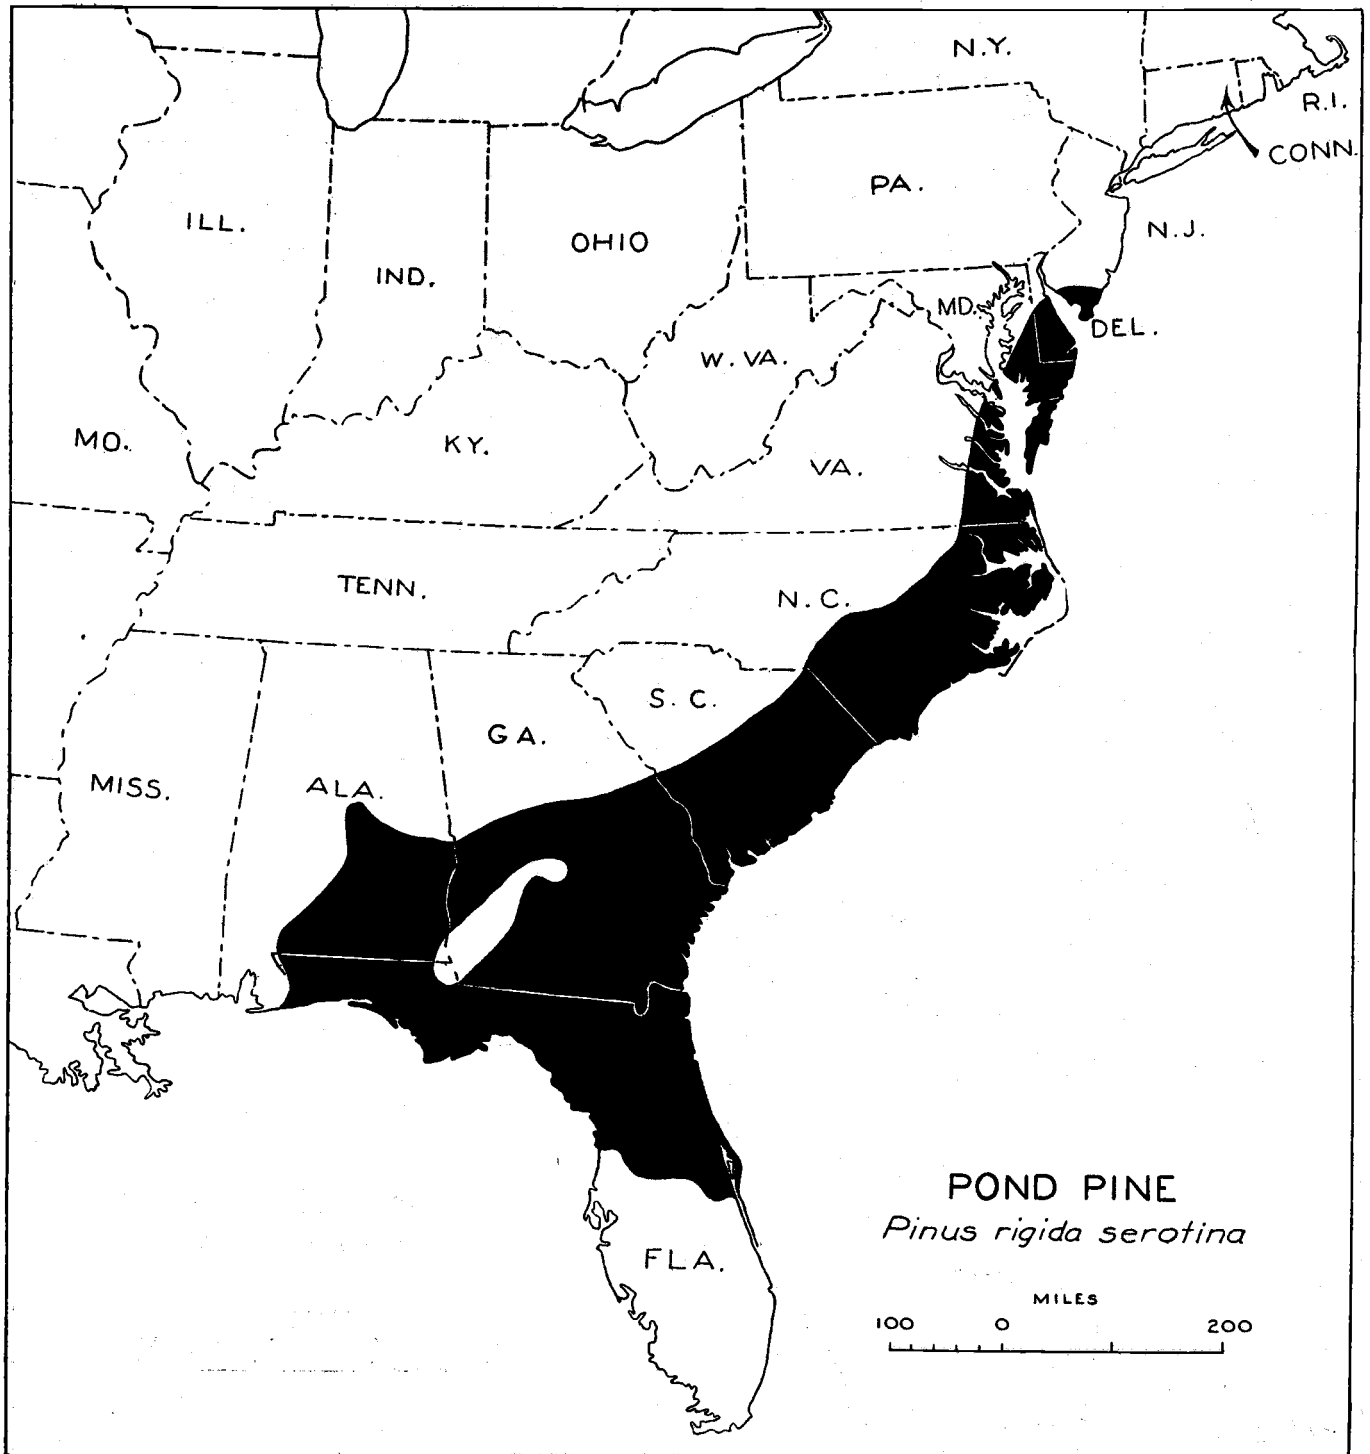 N.Y.
R.I.
CONN.
PA.
N.J.
ILL.
OHIO
IND.
MD.
DEL.
W. VA.
MO.
KY.
VA.
TENN.
N. C.
S. C.
GA.
MISS.
ALA.
FLA.
POND PINE
Pinus rigida serotina
MILES
100 0 200